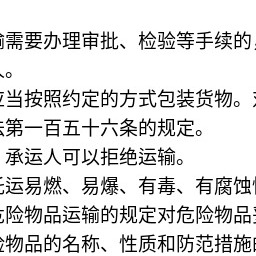 需要办理审批、检验等手续的，
人。
应当按照约定的方式包装货物。对
第一百五十六条的规定。
，承运人可以拒绝运输。
托运易燃、易爆、有毒、有腐蚀性
危险物品运输的规定对危险物品妥
险物品的名称、性质和防范措施的